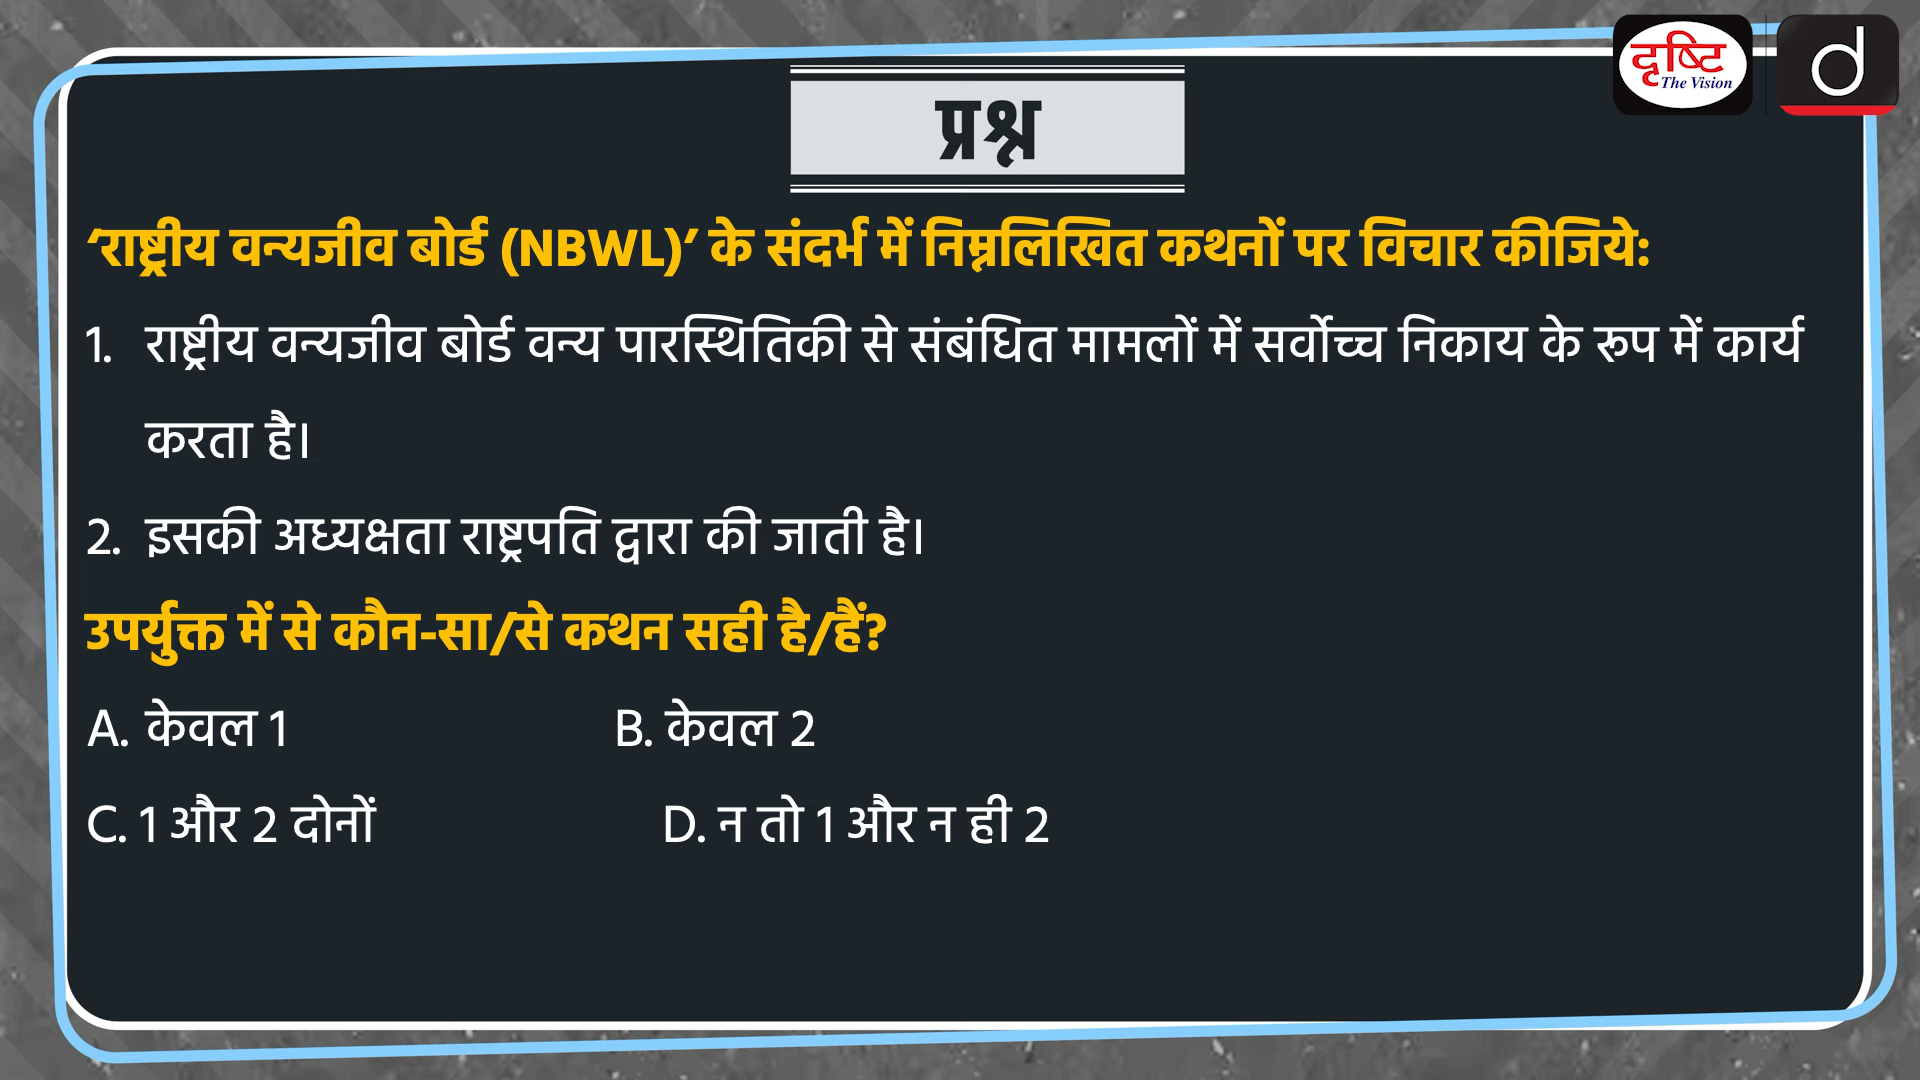 दृष्टि
The Vision
d
प्रश्न
‘राष्ट्रीय वन्यजीव बोर्ड (NBWL)’ के संदर्भ में निम्नलिखित कथनों पर विचार कीजिये:
1. राष्ट्रीय वन्यजीव बोर्ड वन्य पारस्थितिकी से संबंधित मामलों में सर्वोच्च निकाय के रूप में कार्य
करता है।
2. इसकी अध्यक्षता राष्ट्रपति द्वारा की जाती है।
उपर्युक्त में से कौन-सा/से कथन सही है/हैं?
A. केवल 1 B. केवल 2
C. 1 और 2 दोनों D. न तो 1 और न ही 2